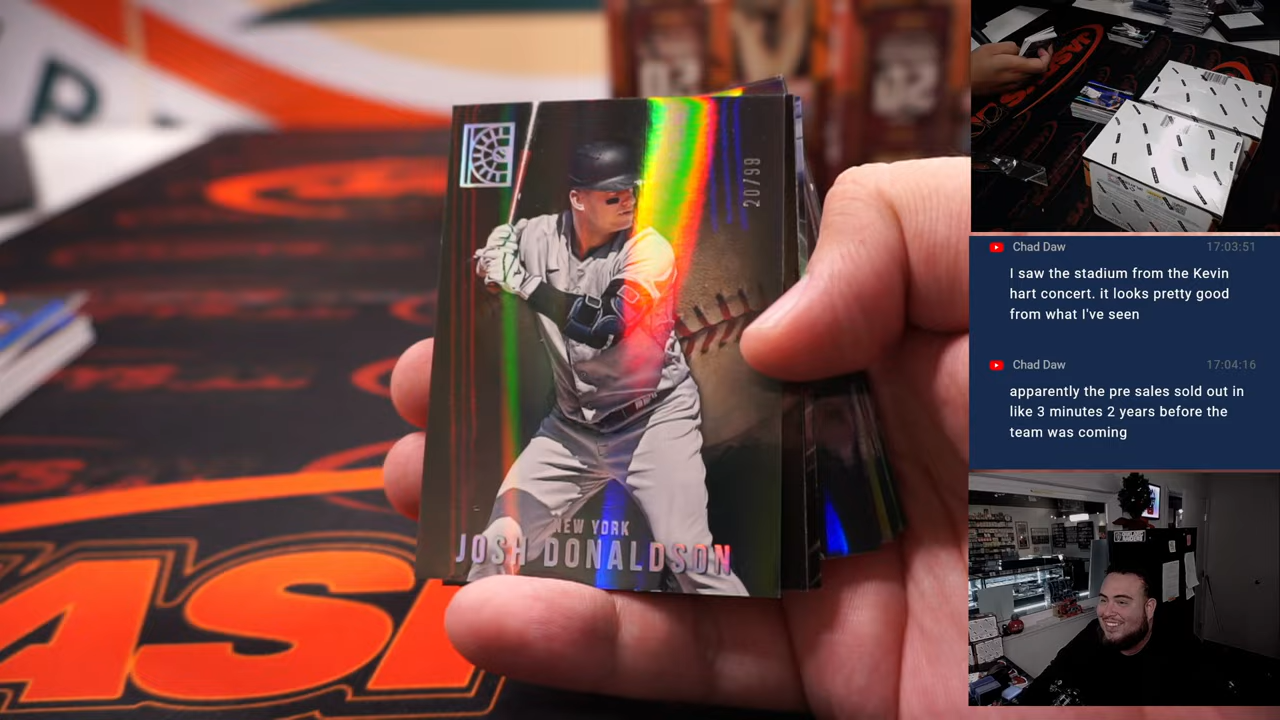 20/99
NEW YORK
JOSH DONALDSON
Chad Daw
17:03:51
I saw the stadium from the Kevin
hart concert. it looks pretty good
from what I've seen
Chad Daw
17:04:16
apparently the pre sales sold out in
like 3 minutes 2 years before the
team was coming